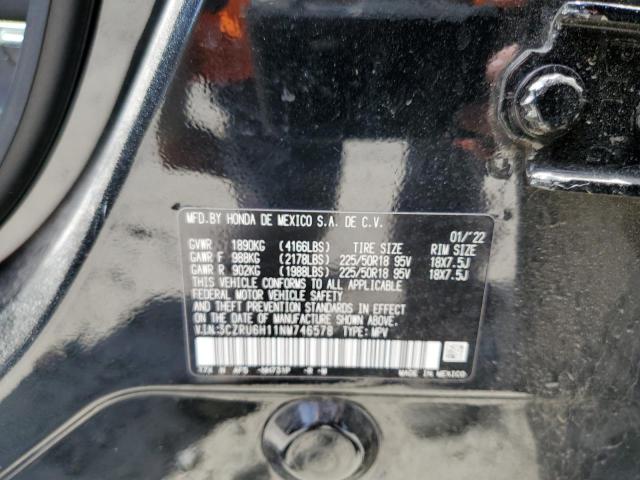 MFD.BY HONDA DE MEXICO S.A. DE C.V.
01/"22
GVWR 1890KG (4166LBS) TIRE SIZE RIM SIZE
GAWR F 988KG (2178LBS) 225/50R18 95V 18X7.5J
GAWR R 902KG (1988LBS) 225/50R18 95V 18X7.5J
THIS VEHICLE CONFORMS TO ALL APPLICABLE
FEDERAL MOTOR VEHICLE SAFETY
AND THEFT PREVENTION STANDARDS IN EFFECT
ON THE DATE OF MANUFACTURE SHOWN ABOVE.
V.I.N:3CZRU6H11NM746578 TYPE: MPV
MADE IN MEXICO